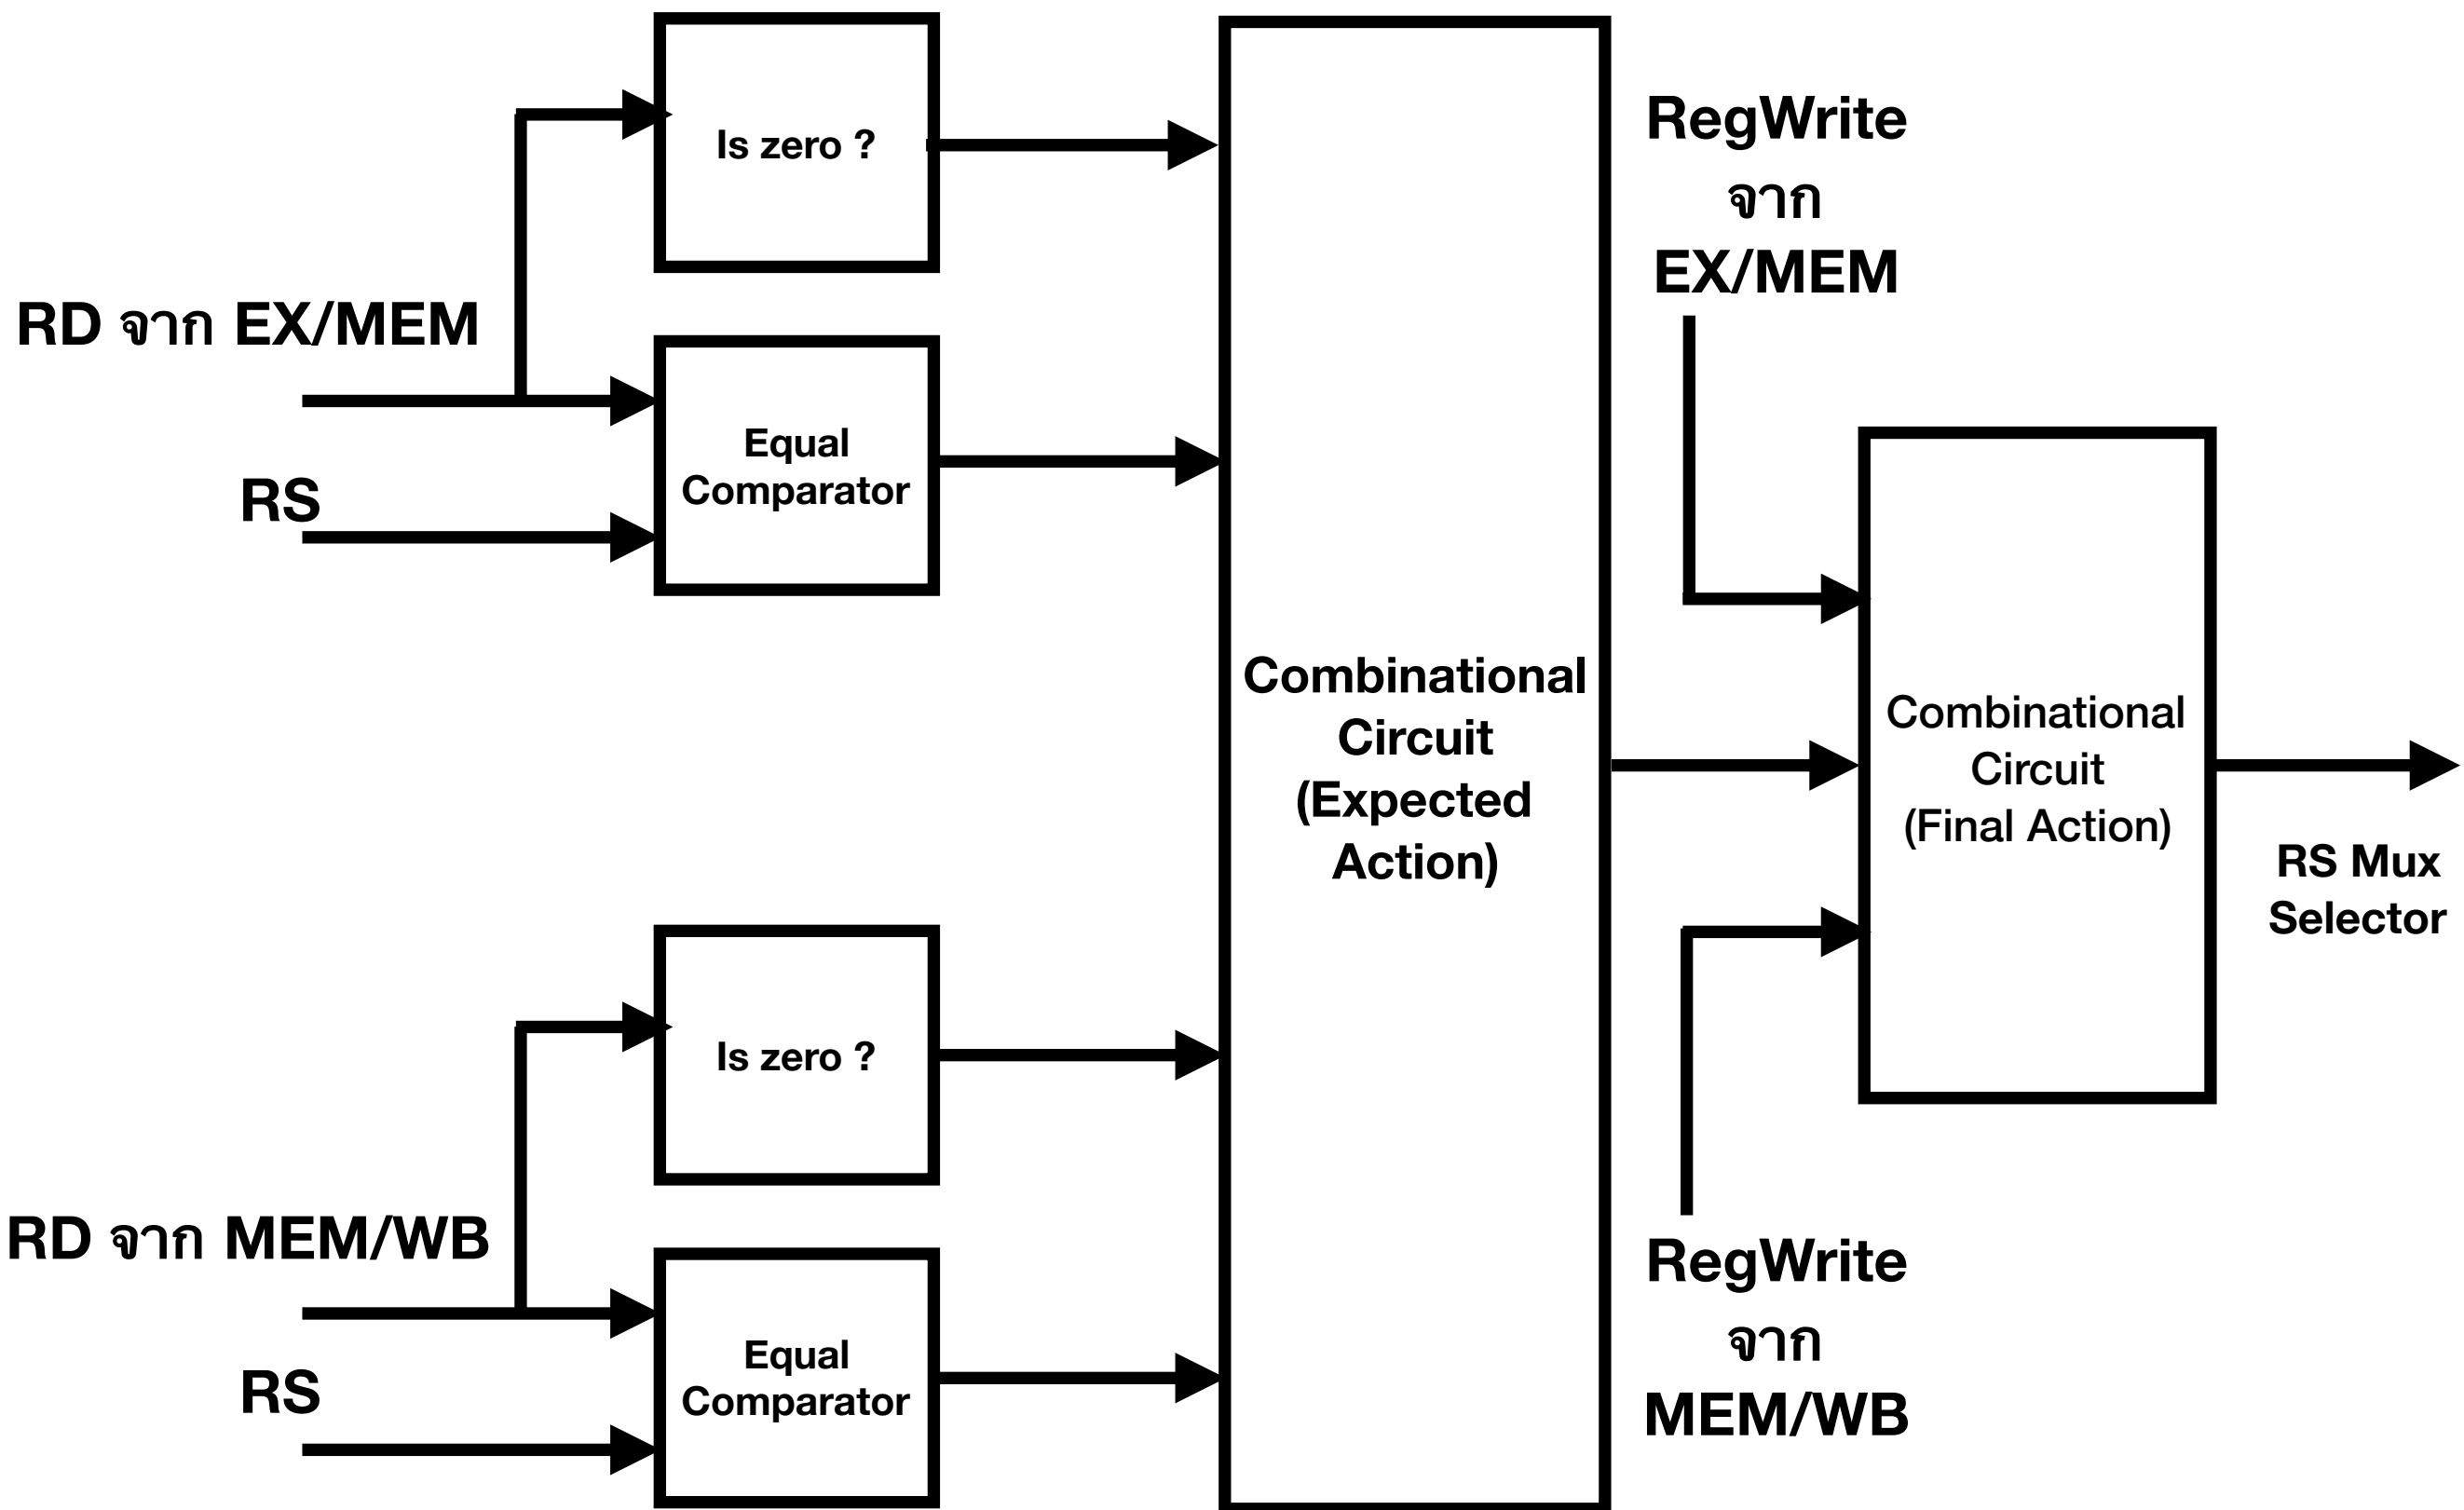 Is zero ?
RD จาก EX/MEM
Equal
Comparator
RS
Is zero ?
RD จาก MEM/WB
Equal
Comparator
RS
Combinational
Circuit
(Expected
Action)
RegWrite
จาก
EX/MEM
Combinational
Circuit
(Final Action)
RegWrite
จาก
MEM/WB
RS Mux
Selector